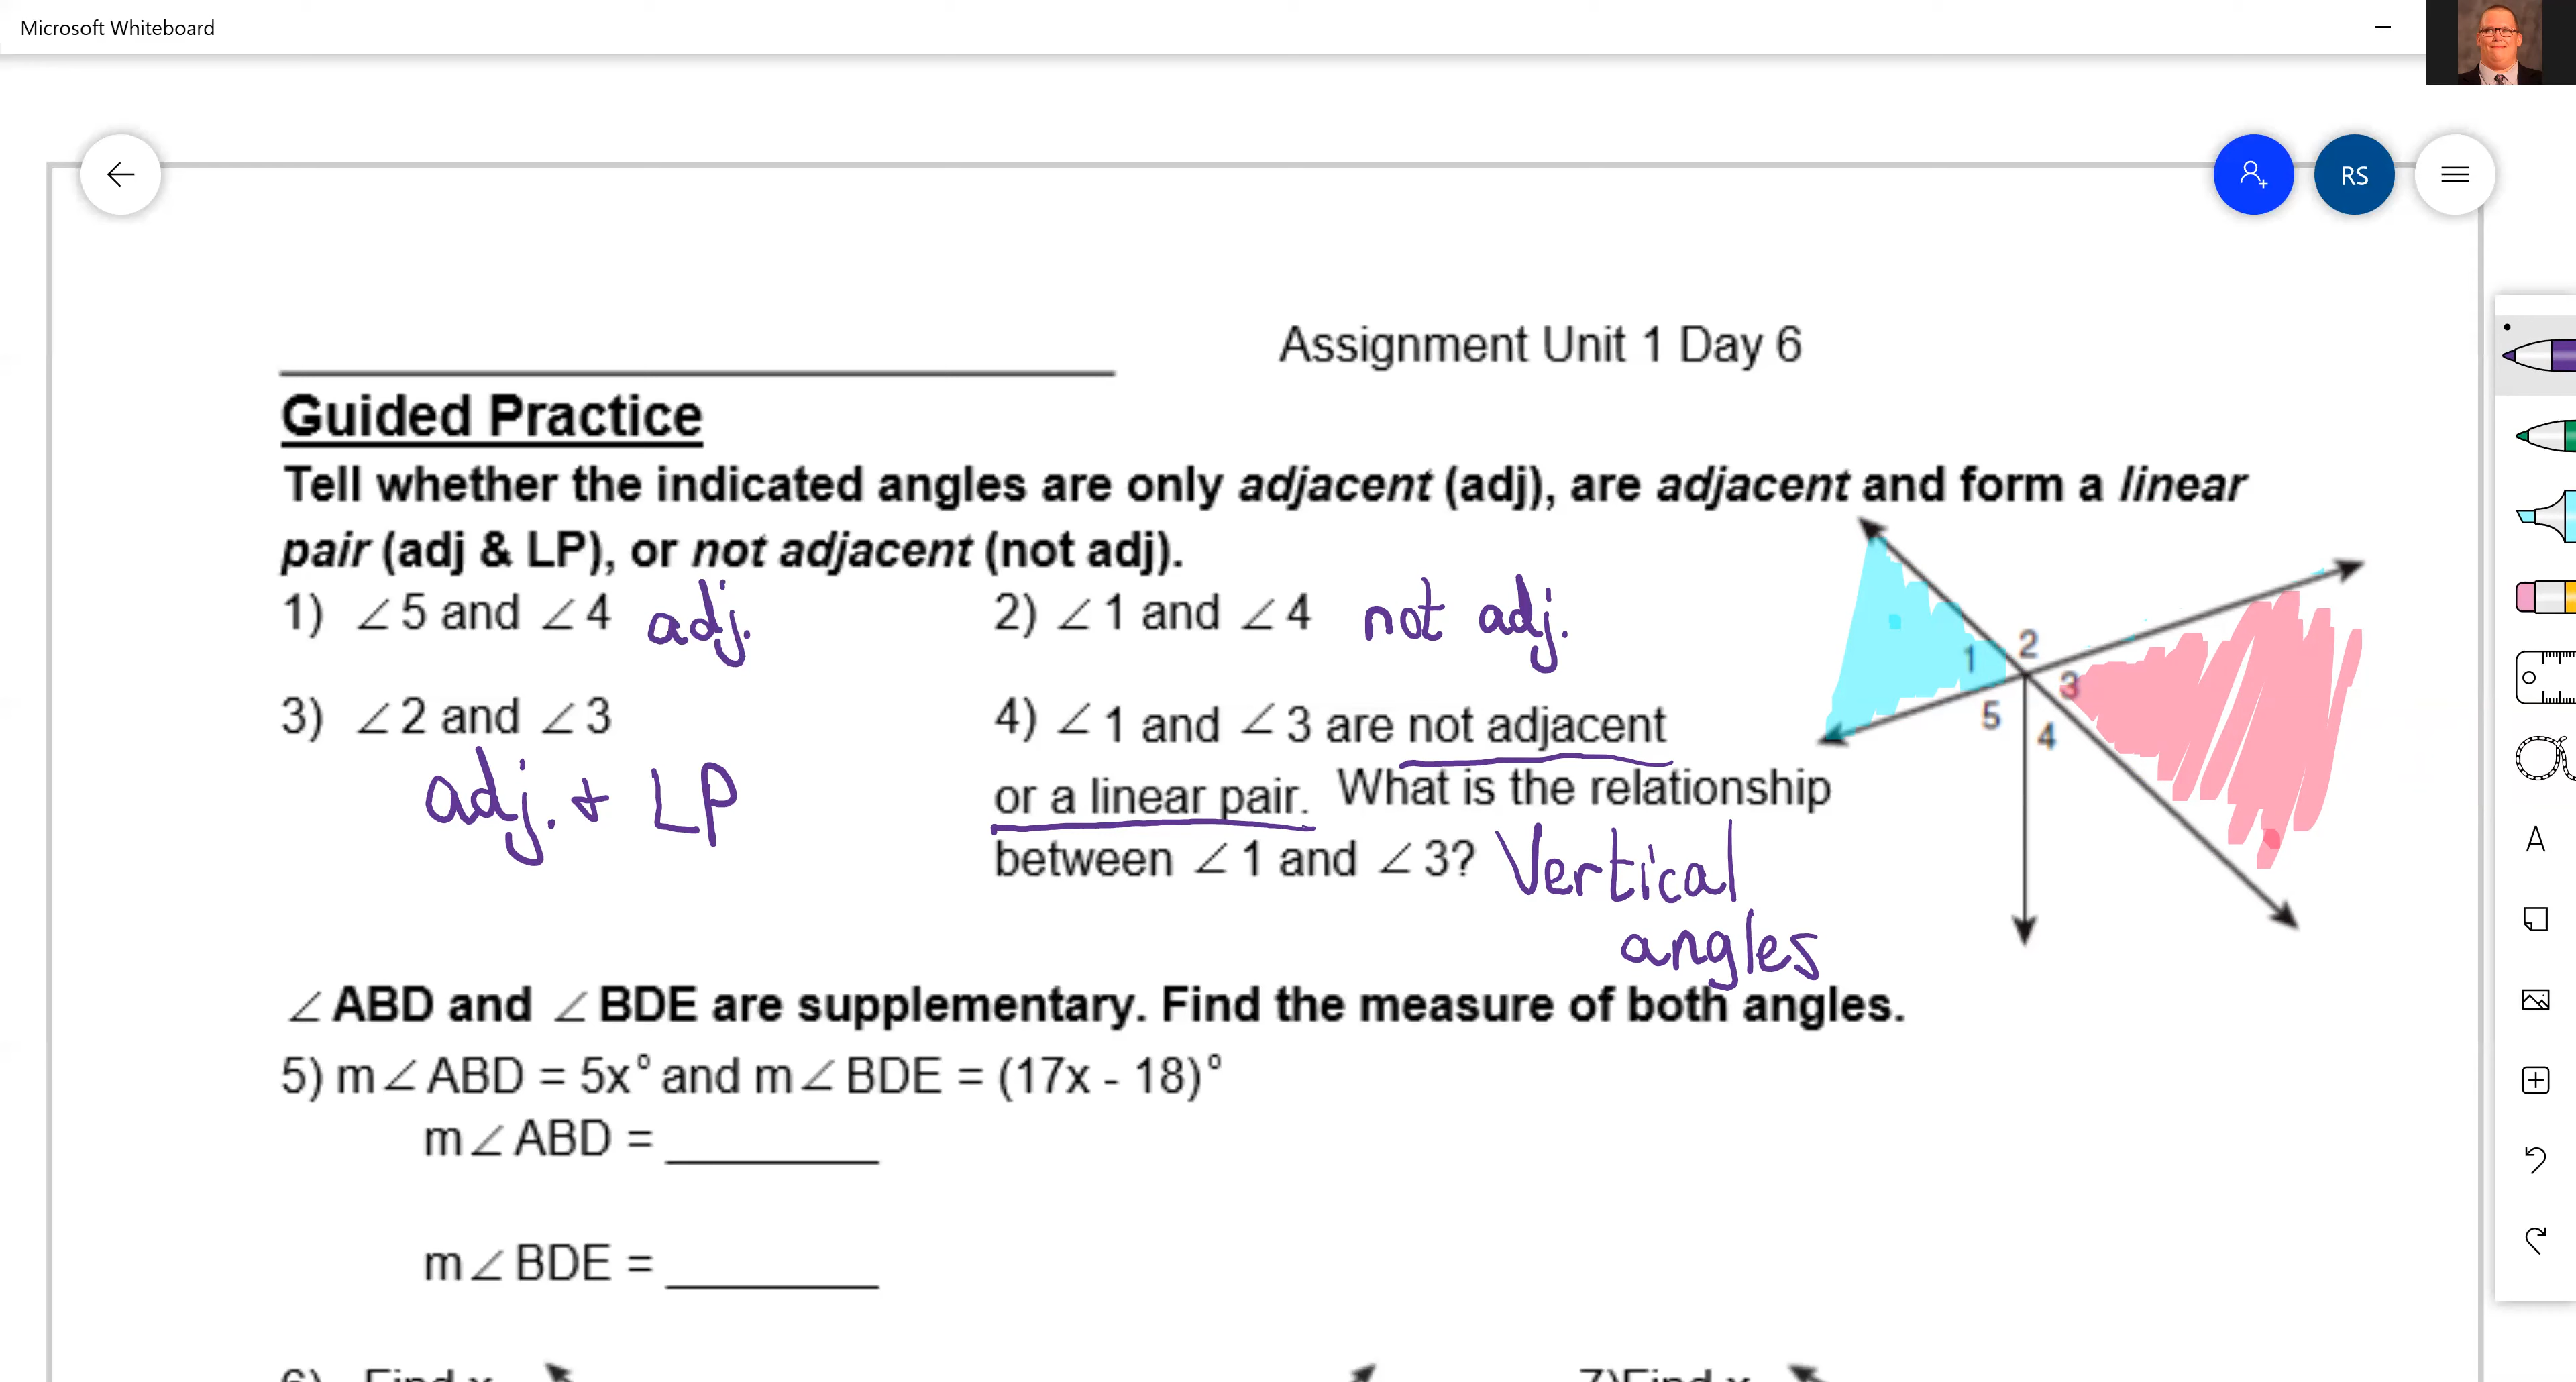 Microsoft Whiteboard
RS
Assignment Unit 1 Day 6
Guided Practice
Tell whether the indicated angles are only adjacent (adj), are adjacent and form a linear
pair (adj & LP), or not adjacent (not adj).
1) ∠5 and ∠4 adj.
2) ∠1 and ∠4 not adj.
3) ∠2 and ∠3
adj. + LP
4) ∠1 and ∠3 are not adjacent
or a linear pair. What is the relationship
between ∠1 and ∠3? Vertical
angles
1 2
3
5 4
∠ABD and ∠BDE are supplementary. Find the measure of both angles.
5) m∠ABD = 5x° and m∠BDE = (17x - 18)°
m∠ABD = ________
m∠BDE = ________
6) Find x
7)Find x
A